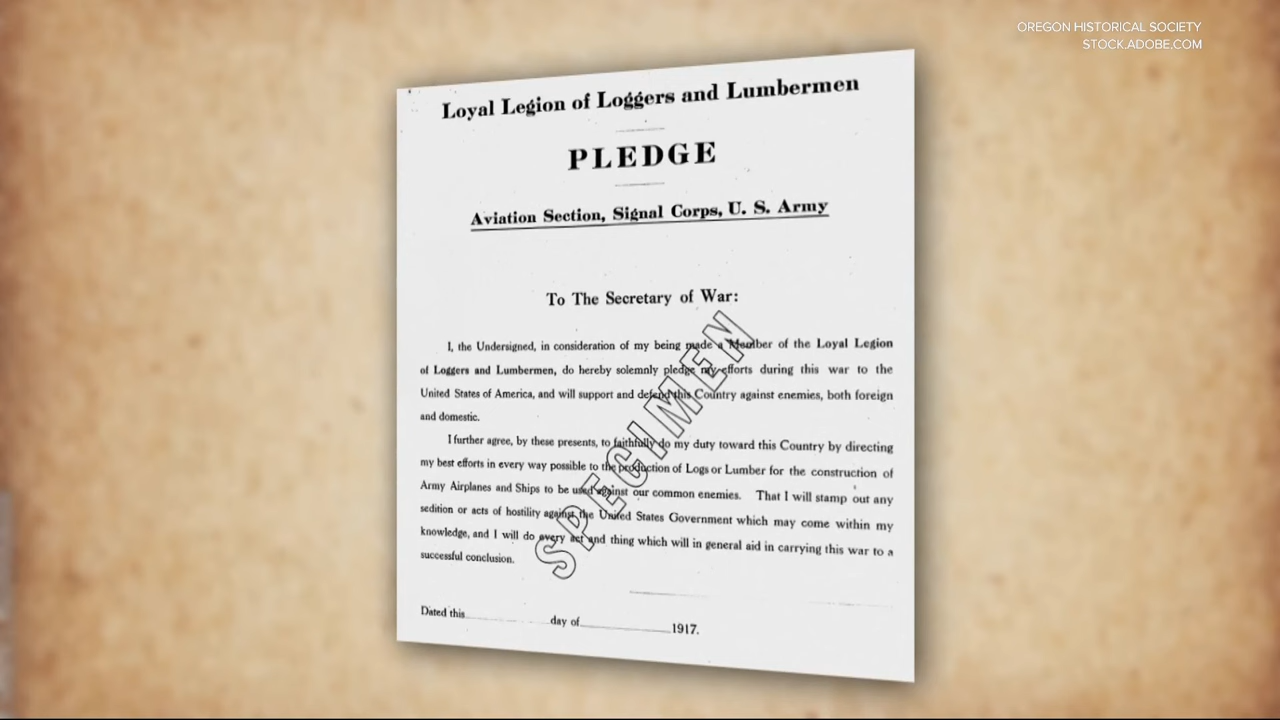 OREGON HISTORICAL SOCIETY
STOCK.ADOBE.COM
Loyal Legion of Loggers and Lumbermen
PLEDGE
Aviation Section, Signal Corps, U. S. Army
To The Secretary of War:
I, the Undersigned, in consideration of my being made a Member of the Loyal Legion
of Loggers and Lumbermen, do hereby solemnly pledge my efforts during this war to the
United States of America, and will support and defend this Country against enemies, both foreign
and domestic.
I further agree, by these presents, to faithfully do my duty toward this Country by directing
my best efforts in every way possible to the production of Logs or Lumber for the construction of
Army Airplanes and Ships to be used against our common enemies. That I will stamp out any
sedition or acts of hostility against the United States Government which may come within my
knowledge, and I will do every act and thing which will in general aid in carrying this war to a
successful conclusion.
SPECIMEN
Dated this day of 1917.